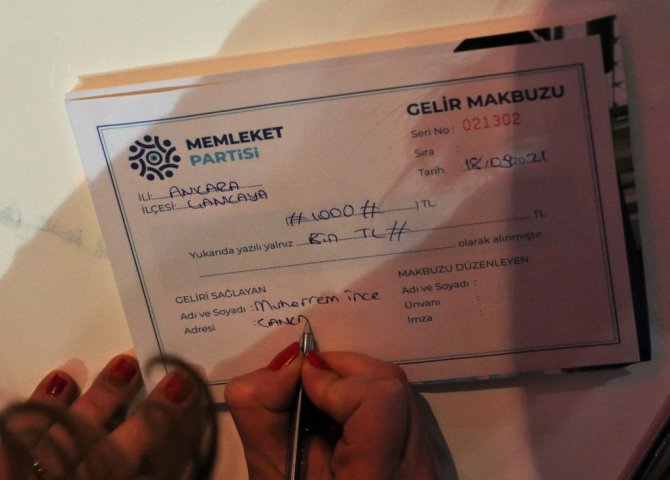 MEMLEKET
PARTİSİ
GELİR MAKBUZU
Seri No : 021302
Sıra :
Tarih 18/08/2021
İLİ: ANKARA
İLÇESİ: ÇANKAYA
(# 1.000 # ) TL
Yukarıda yazılı yalnız Bin TL # TL
olarak alınmıştır.
GELİRİ SAĞLAYAN
Adı ve Soyadı : Muharrem ince
Adresi : ÇANK
MAKBUZU DÜZENLEYEN
Adı ve Soyadı :
Ünvanı :
İmza :